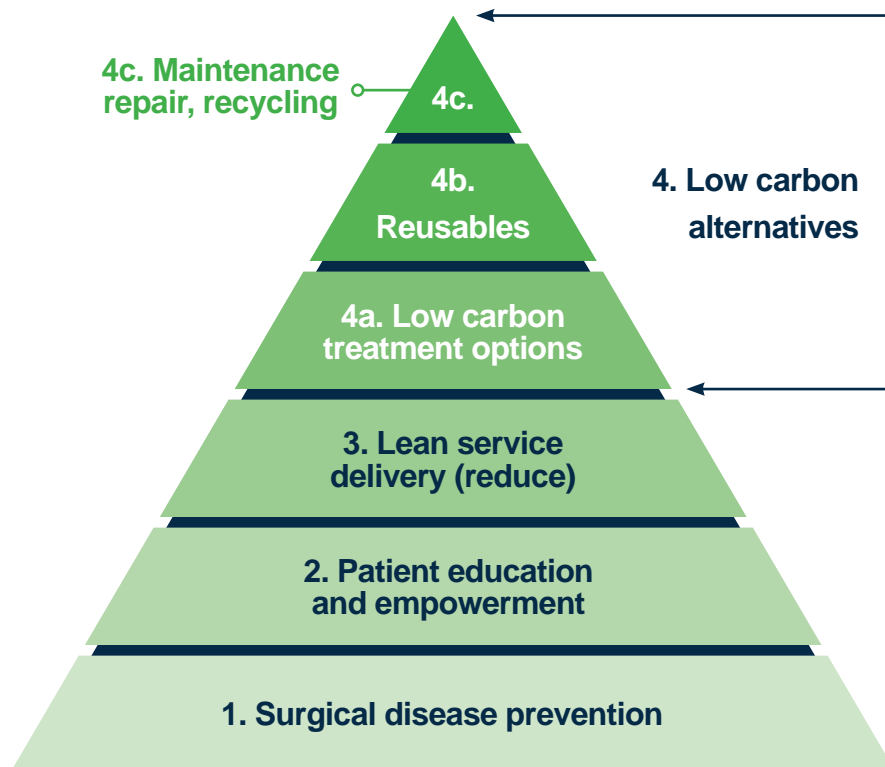 4c. Maintenance
repair, recycling
4c.
4b.
Reusables
4. Low carbon
alternatives
4a. Low carbon
treatment options
3. Lean service
delivery (reduce)
2. Patient education
and empowerment
1. Surgical disease prevention